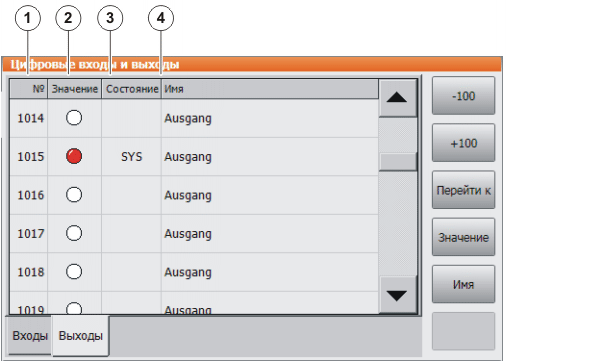 1 2 3 4
Цифровые входы и выходы
№ Значение Состояние Имя
1014 Ausgang
1015 SYS Ausgang
1016 Ausgang
1017 Ausgang
1018 Ausgang
1019 Ausgang
-100
+100
Перейти к
Значение
Имя
Входы Выходы